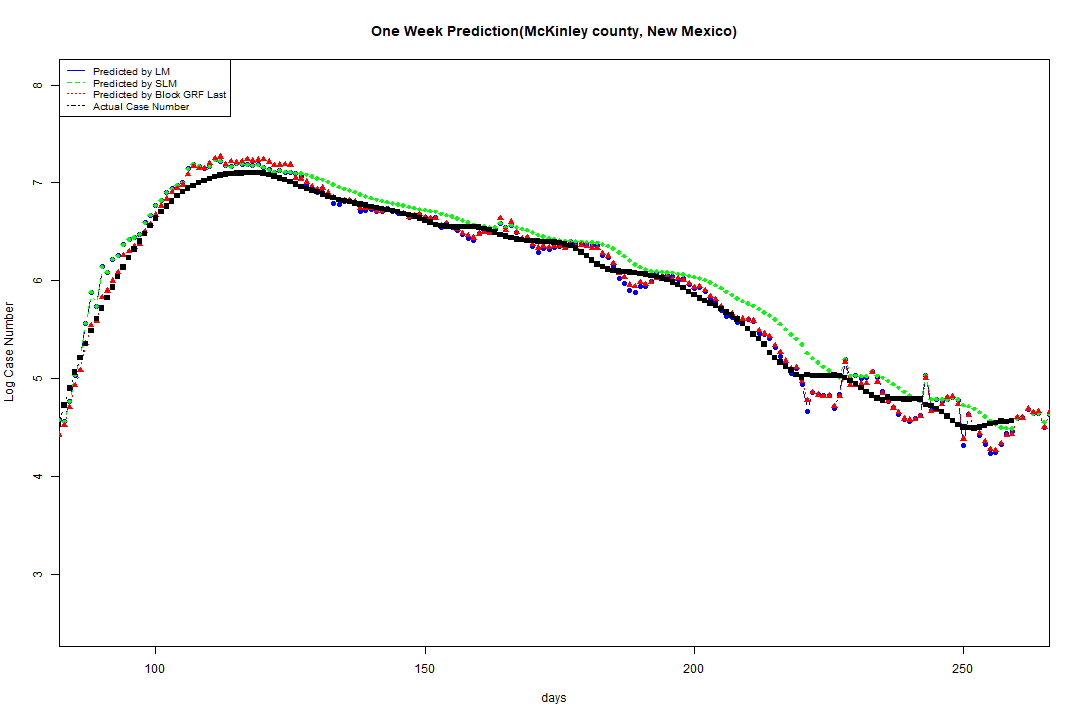 One Week Prediction(McKinley county, New Mexico)
Predicted by LM
Predicted by SLM
Predicted by Block GRF Last
Actual Case Number
8
7
6
5
4
3
Log Case Number
100 150 200 250
days